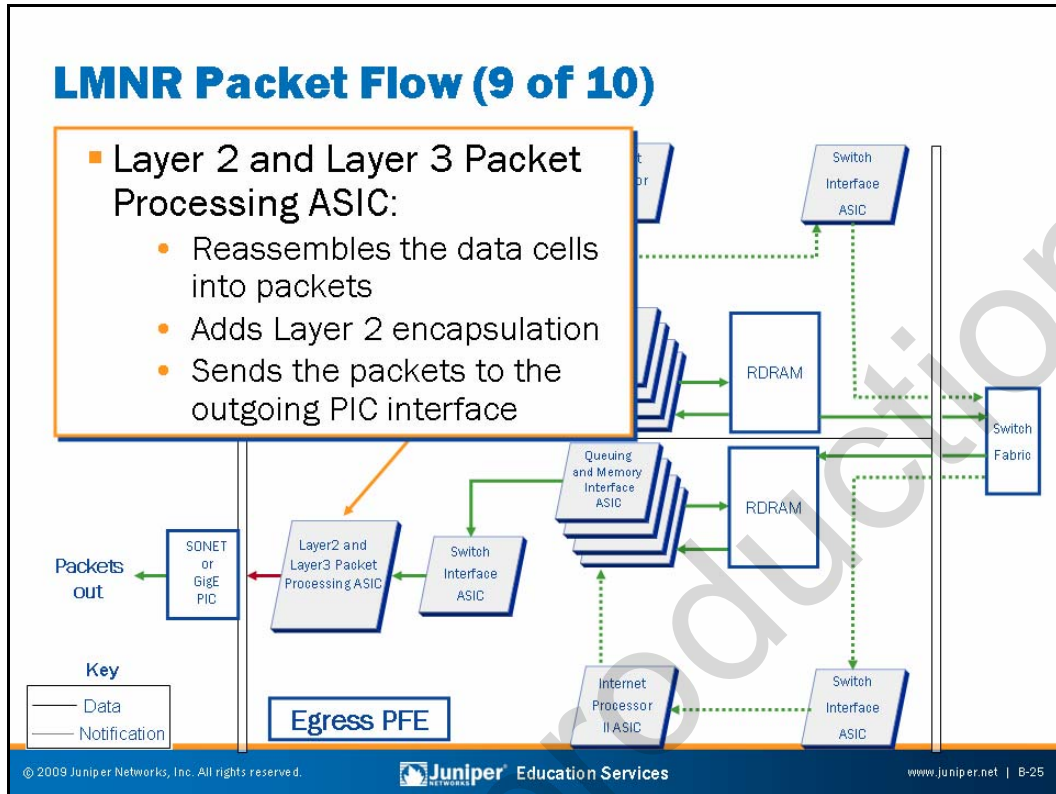 LMNR Packet Flow (9 of 10)
Layer 2 and Layer 3 Packet
Processing ASIC:
Reassembles the data cells
into packets
Adds Layer 2 encapsulation
Sends the packets to the
outgoing PIC interface
Switch
Interface
ASIC
RDRAM
Switch
Fabric
Queuing
and Memory
Interface
ASIC
RDRAM
Packets
out
SONET
or
GigE
PIC
Layer2 and
Layer3 Packet
Processing ASIC
Switch
Interface
ASIC
Key
Data
Notification
Egress PFE
Internet
Processor
II ASIC
Switch
Interface
ASIC
© 2009 Juniper Networks, Inc. All rights reserved.
Juniper NETWORKS Education Services
www.juniper.net | B-25
roduction